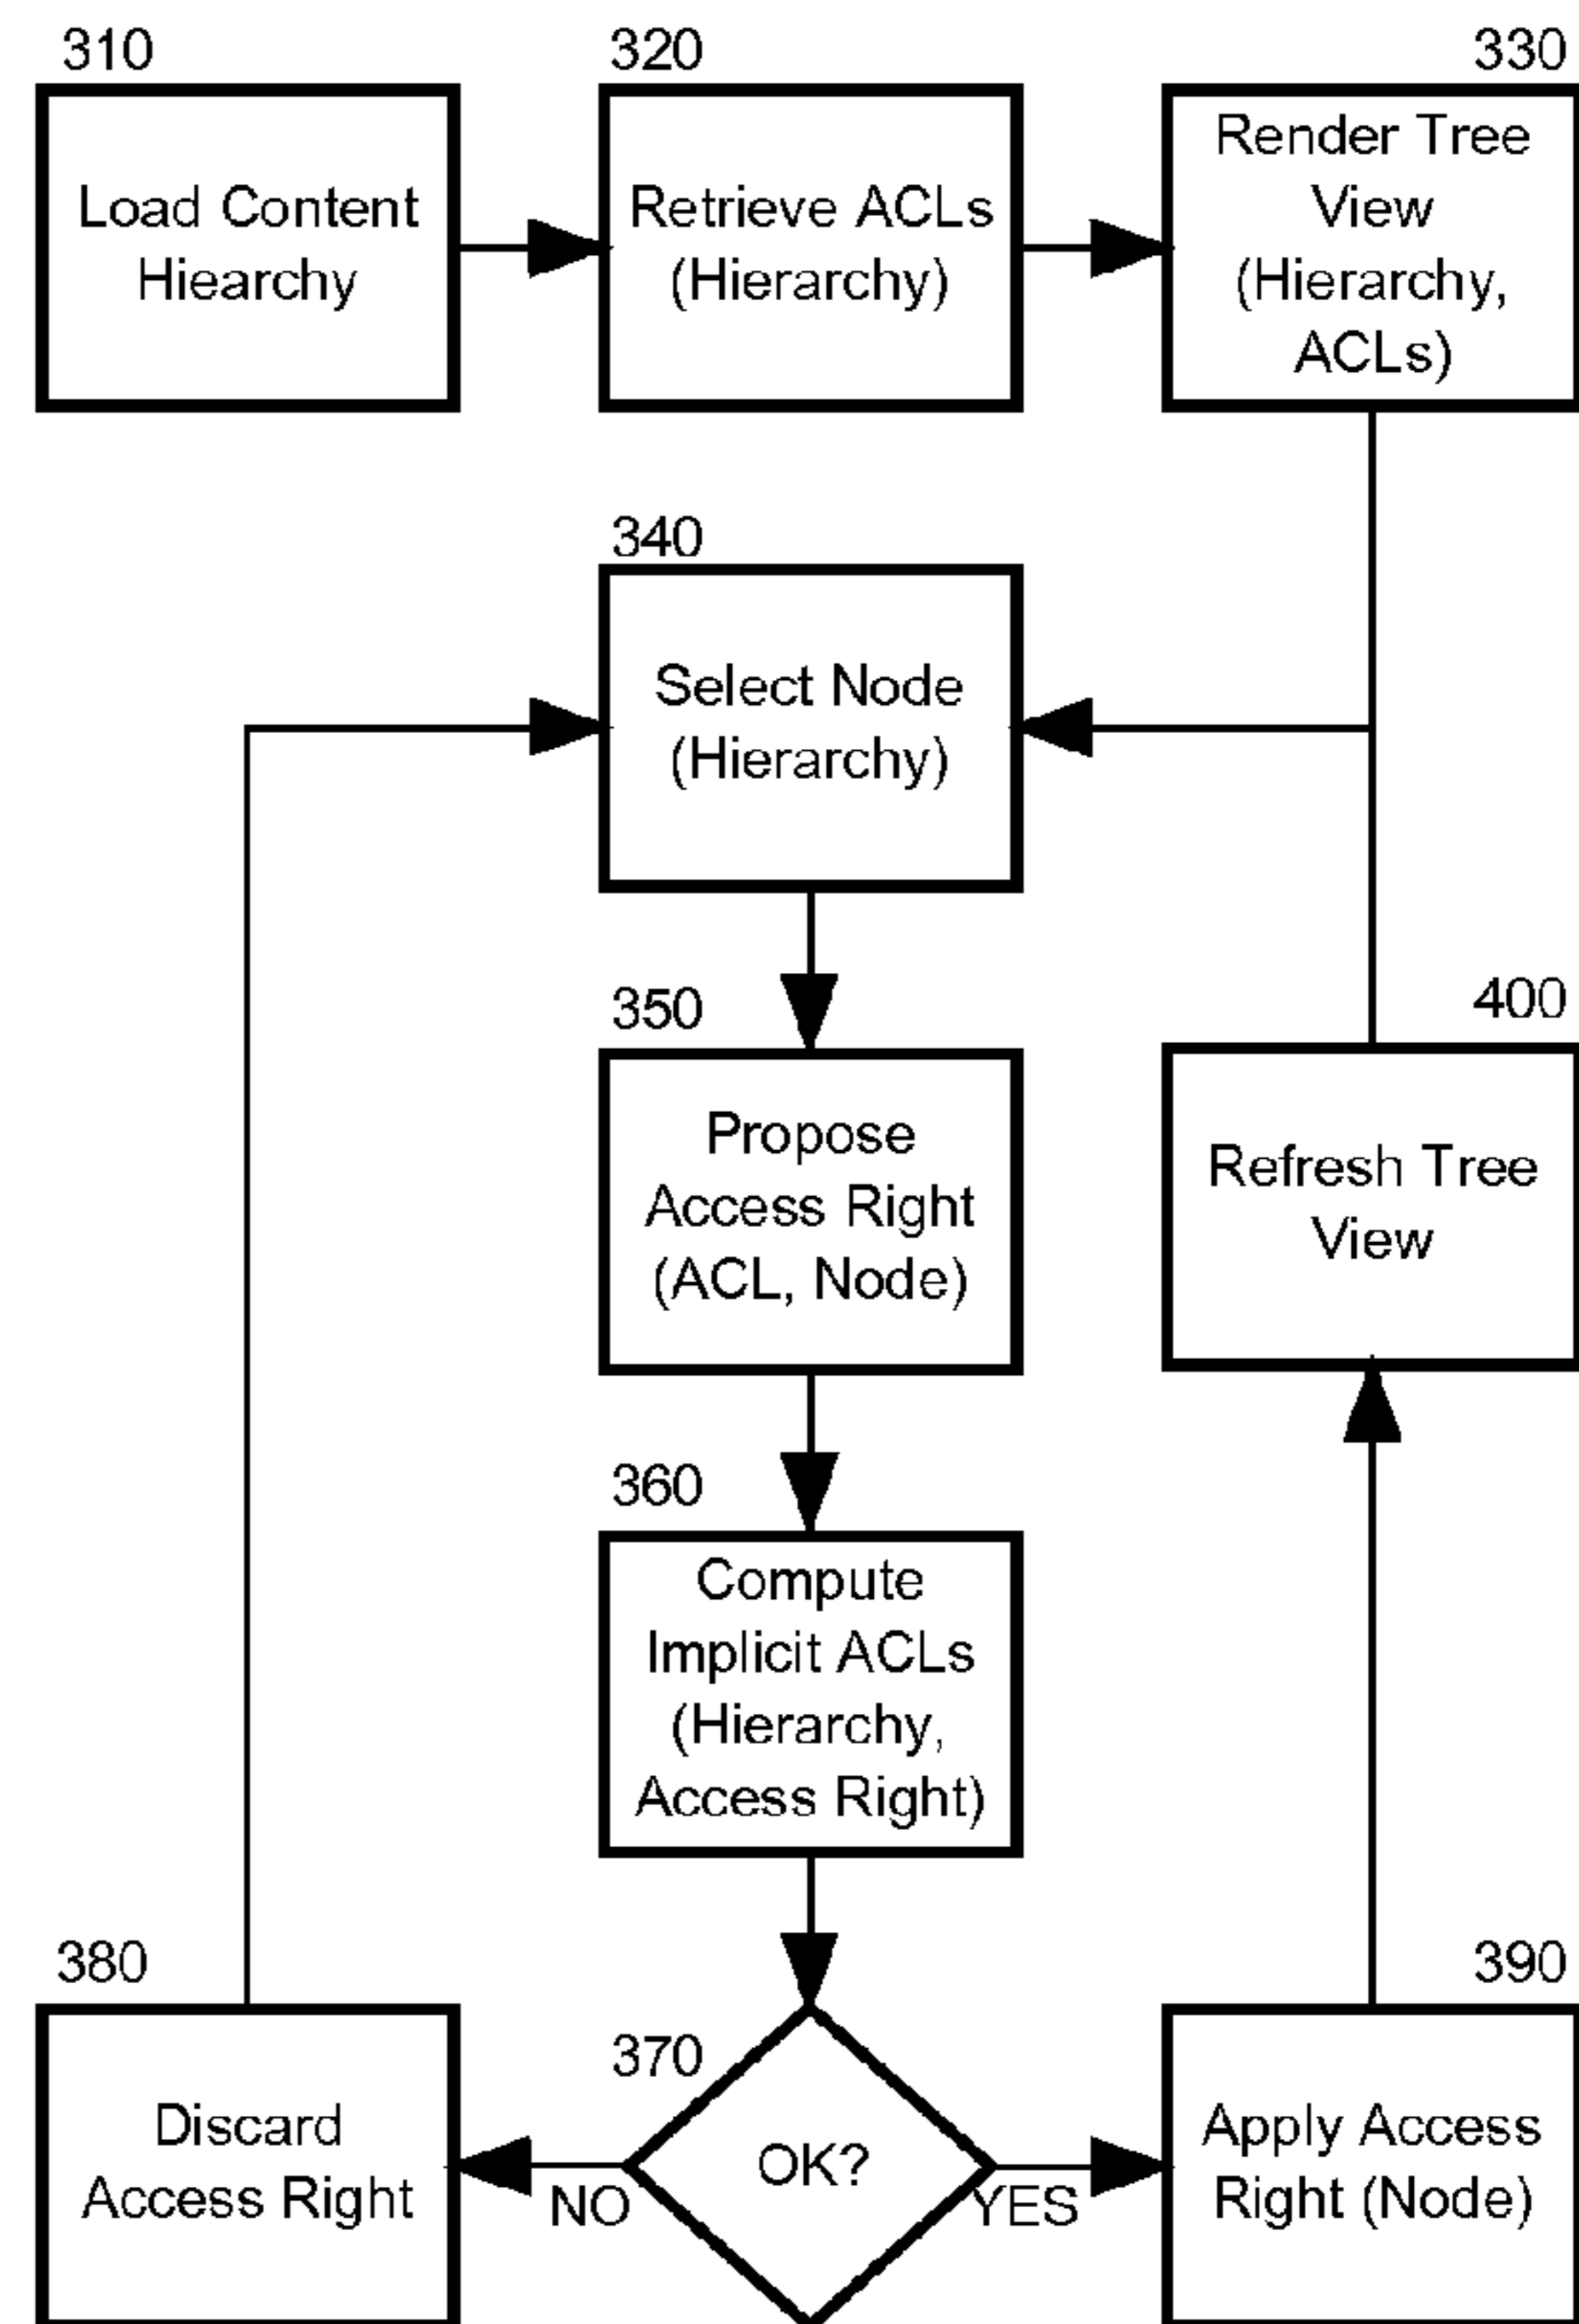 310
Load Content
Hiearchy
320
Retrieve ACLs
(Hierarchy)
330
Render Tree
View
(Hierarchy,
ACLs)
340
Select Node
(Hierarchy)
350
Propose
Access Right
(ACL, Node)
400
Refresh Tree
View
360
Compute
Implicit ACLs
(Hierarchy,
Access Right)
370
OK?
NO
YES
380
Discard
Access Right
390
Apply Access
Right (Node)